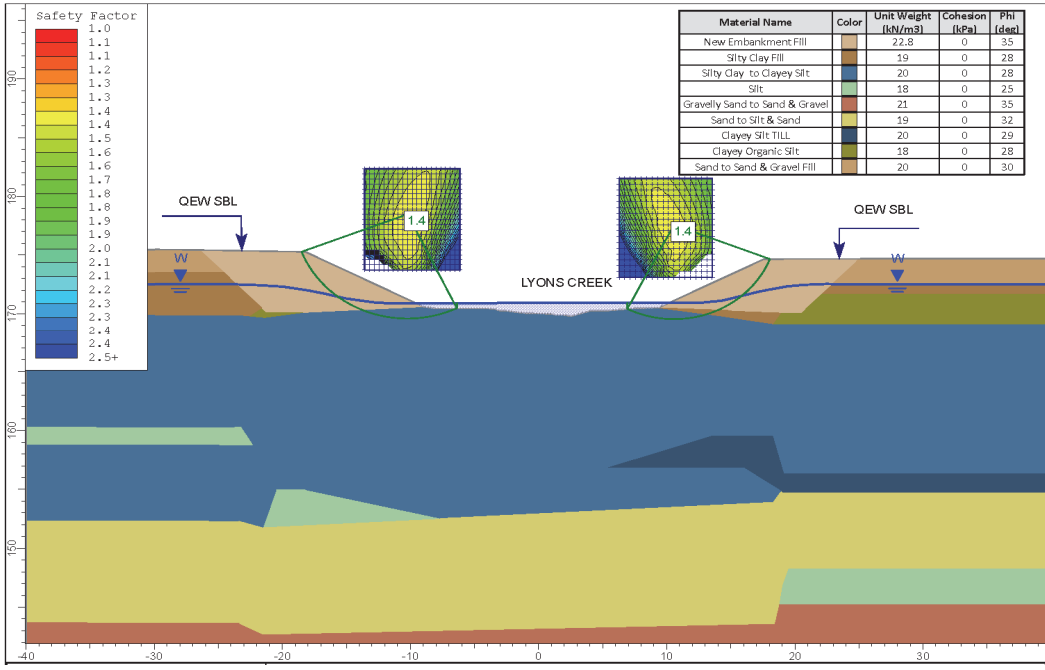 Safety Factor
1.0
1.1
1.1
1.2
1.3
1.3
1.4
1.5
1.6
1.6
1.7
1.8
1.8
1.9
2.0
2.1
2.1
2.2
2.3
2.3
2.4
2.4
2.5+
Material Name Color Unit Weight (kN/m3) Cohesion (kPa) Phi (deg)
New Embankment Fill 22.8 0 35
Silty Clay Fill 19 0 28
Silty Clay to Clayey Silt 20 0 28
Silt 18 0 25
Gravelly Sand to Sand & Gravel 21 0 35
Sand to Silt & Sand 19 0 32
Clayey Silt TILL 20 0 29
Clayey Organic Silt 18 0 28
Sand to Sand & Gravel Fill 20 0 30
QEW SBL
QEW SBL
1.4
1.4
W
W
LYONS CREEK
190
180
170
160
150
-40 -30 -20 -10 0 10 20 30